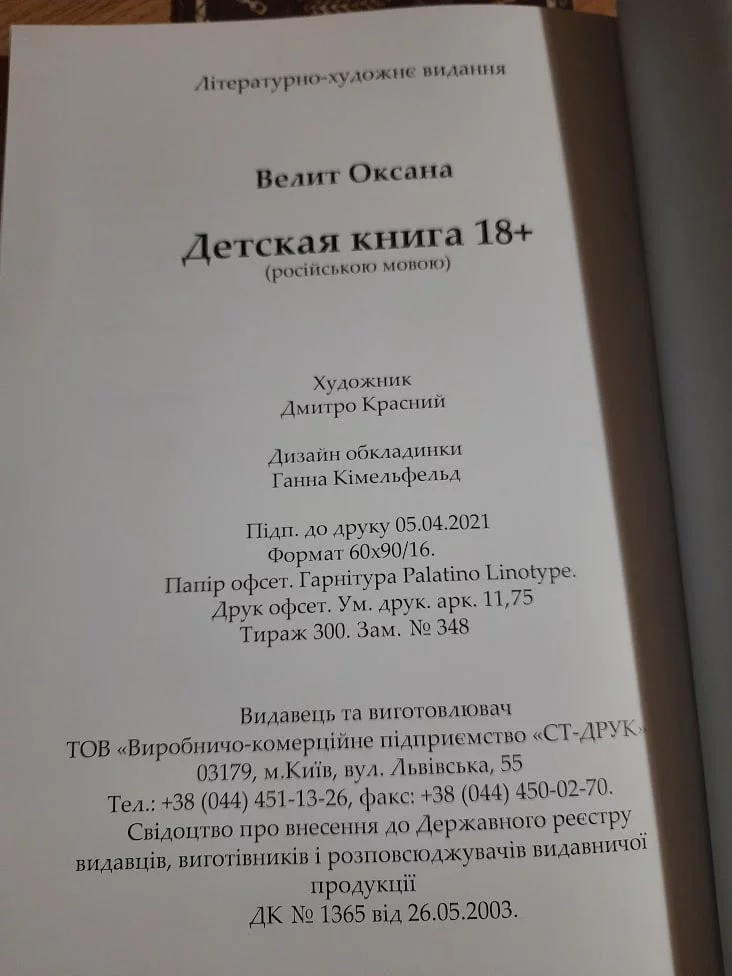 Літературно-художнє видання
Велит Оксана
Детская книга 18+
(російською мовою)
Художник
Дмитро Красний
Дизайн обкладинки
Ганна Кімельфельд
Підп. до друку 05.04.2021
Формат 60х90/16.
Папір офсет. Гарнітура Palatino Linotype.
Друк офсет. Ум. друк. арк. 11,75
Тираж 300. Зам. № 348
Видавець та виготовлювач
ТОВ «Виробничо-комерційне підприємство «СТ-ДРУК»
03179, м.Київ, вул. Львівська, 55
Тел.: +38 (044) 451-13-26, факс: +38 (044) 450-02-70.
Свідоцтво про внесення до Державного реєстру
видавців, виготівників і розповсюджувачів видавничої
продукції
ДК № 1365 від 26.05.2003.